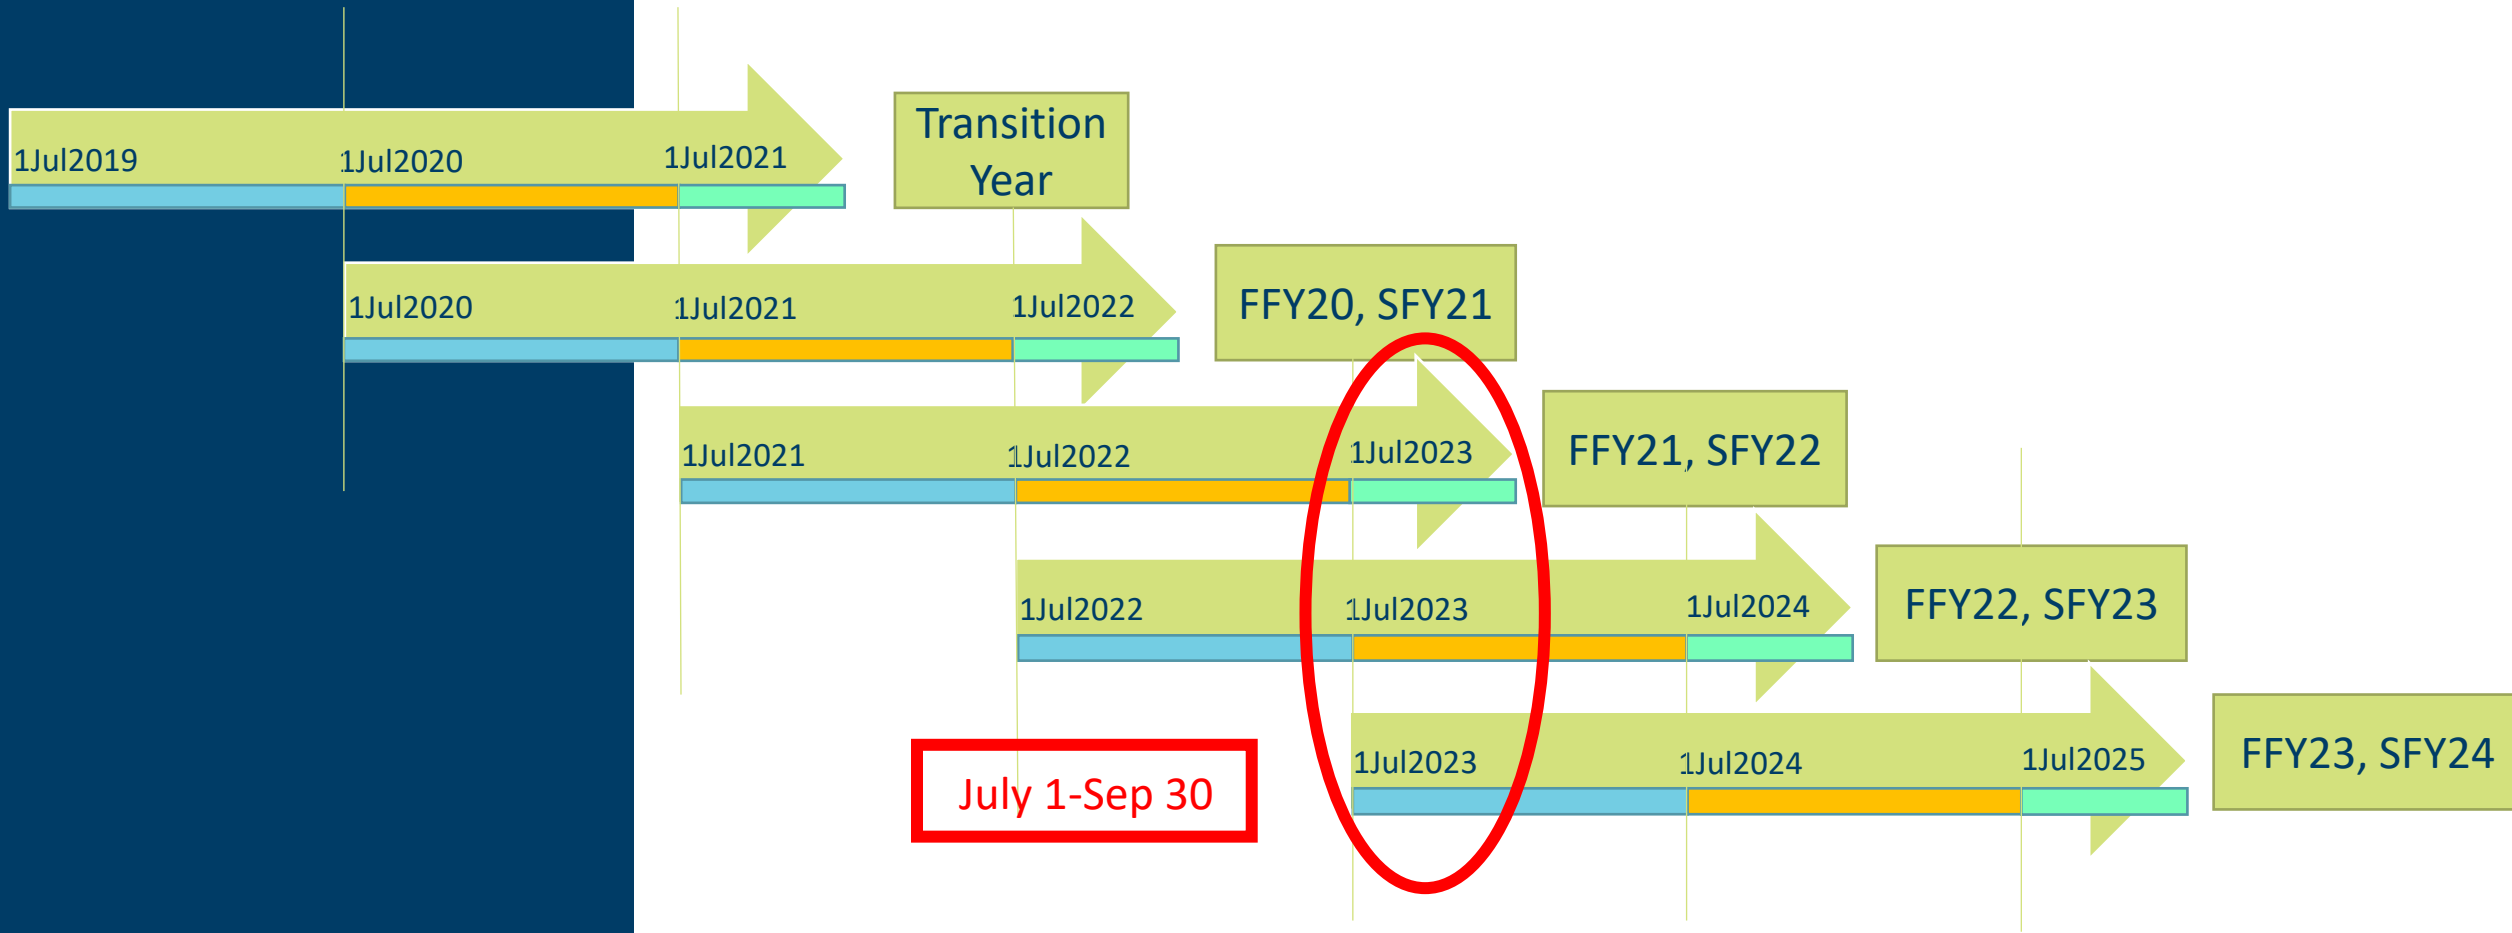 Transition
Year
1Jul2019
1Jul2020
1Jul2021
FFY20, SFY21
1Jul2020
1Jul2021
1Jul2022
FFY21, SFY22
1Jul2021
1Jul2022
1Jul2023
FFY22, SFY23
1Jul2022
1Jul2023
1Jul2024
FFY23, SFY24
1Jul2023
1Jul2024
1Jul2025
July 1-Sep 30